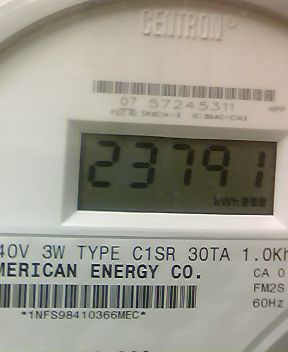 CENTRON®
07 57245311
23791
kWh
40V 3W TYPE C1SR 30TA 1.0Kh
MERICAN ENERGY CO.
CA 0
FM2S
60Hz
*1NFS98410366MEC*